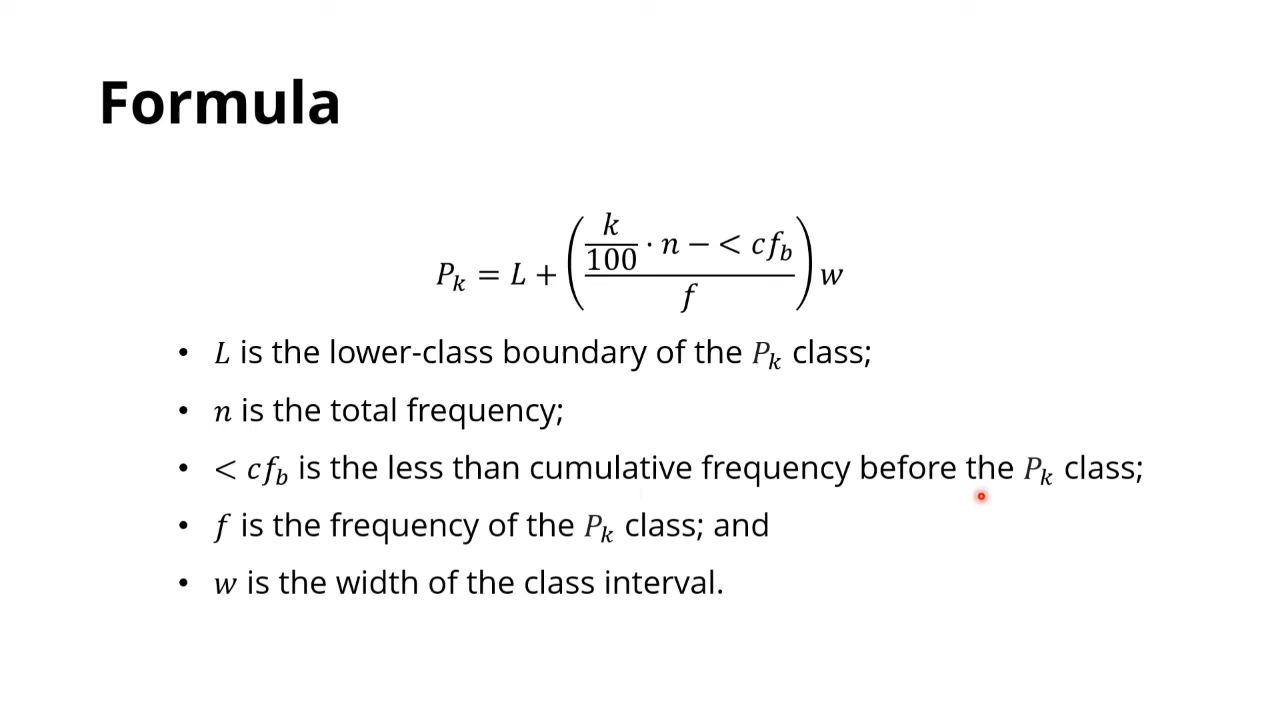 Formula
P_k = L + ( (k/100 · n − < cf_b) / f ) w
• L is the lower-class boundary of the P_k class;
• n is the total frequency;
• < cf_b is the less than cumulative frequency before the P_k class;
• f is the frequency of the P_k class; and
• w is the width of the class interval.